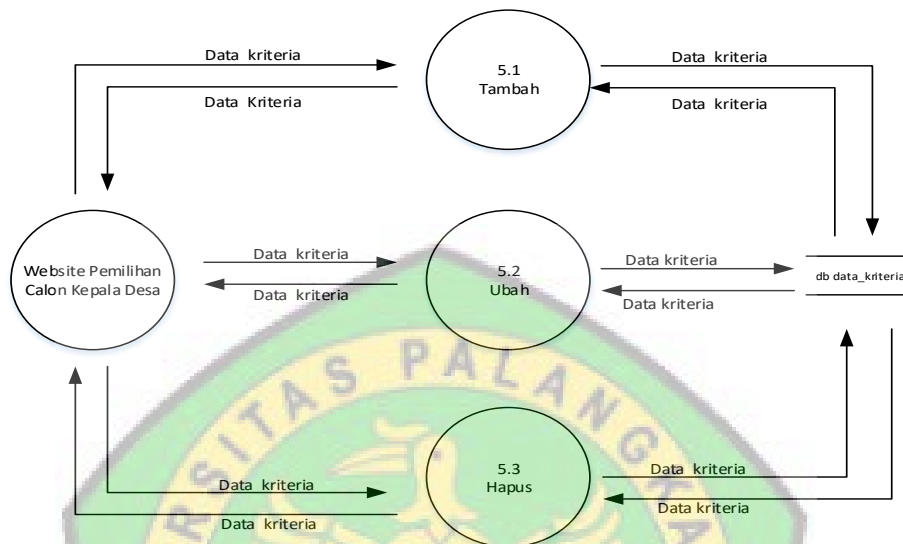 Data kriteria
Data Kriteria
5.1
Tambah
Data kriteria
Data kriteria
Website Pemilihan
Calon Kepala Desa
Data kriteria
Data kriteria
5.2
Ubah
Data kriteria
Data kriteria
db data_kriteria
Data kriteria
Data kriteria
5.3
Hapus
Data kriteria
Data kriteria
RSITAS PALANGKA